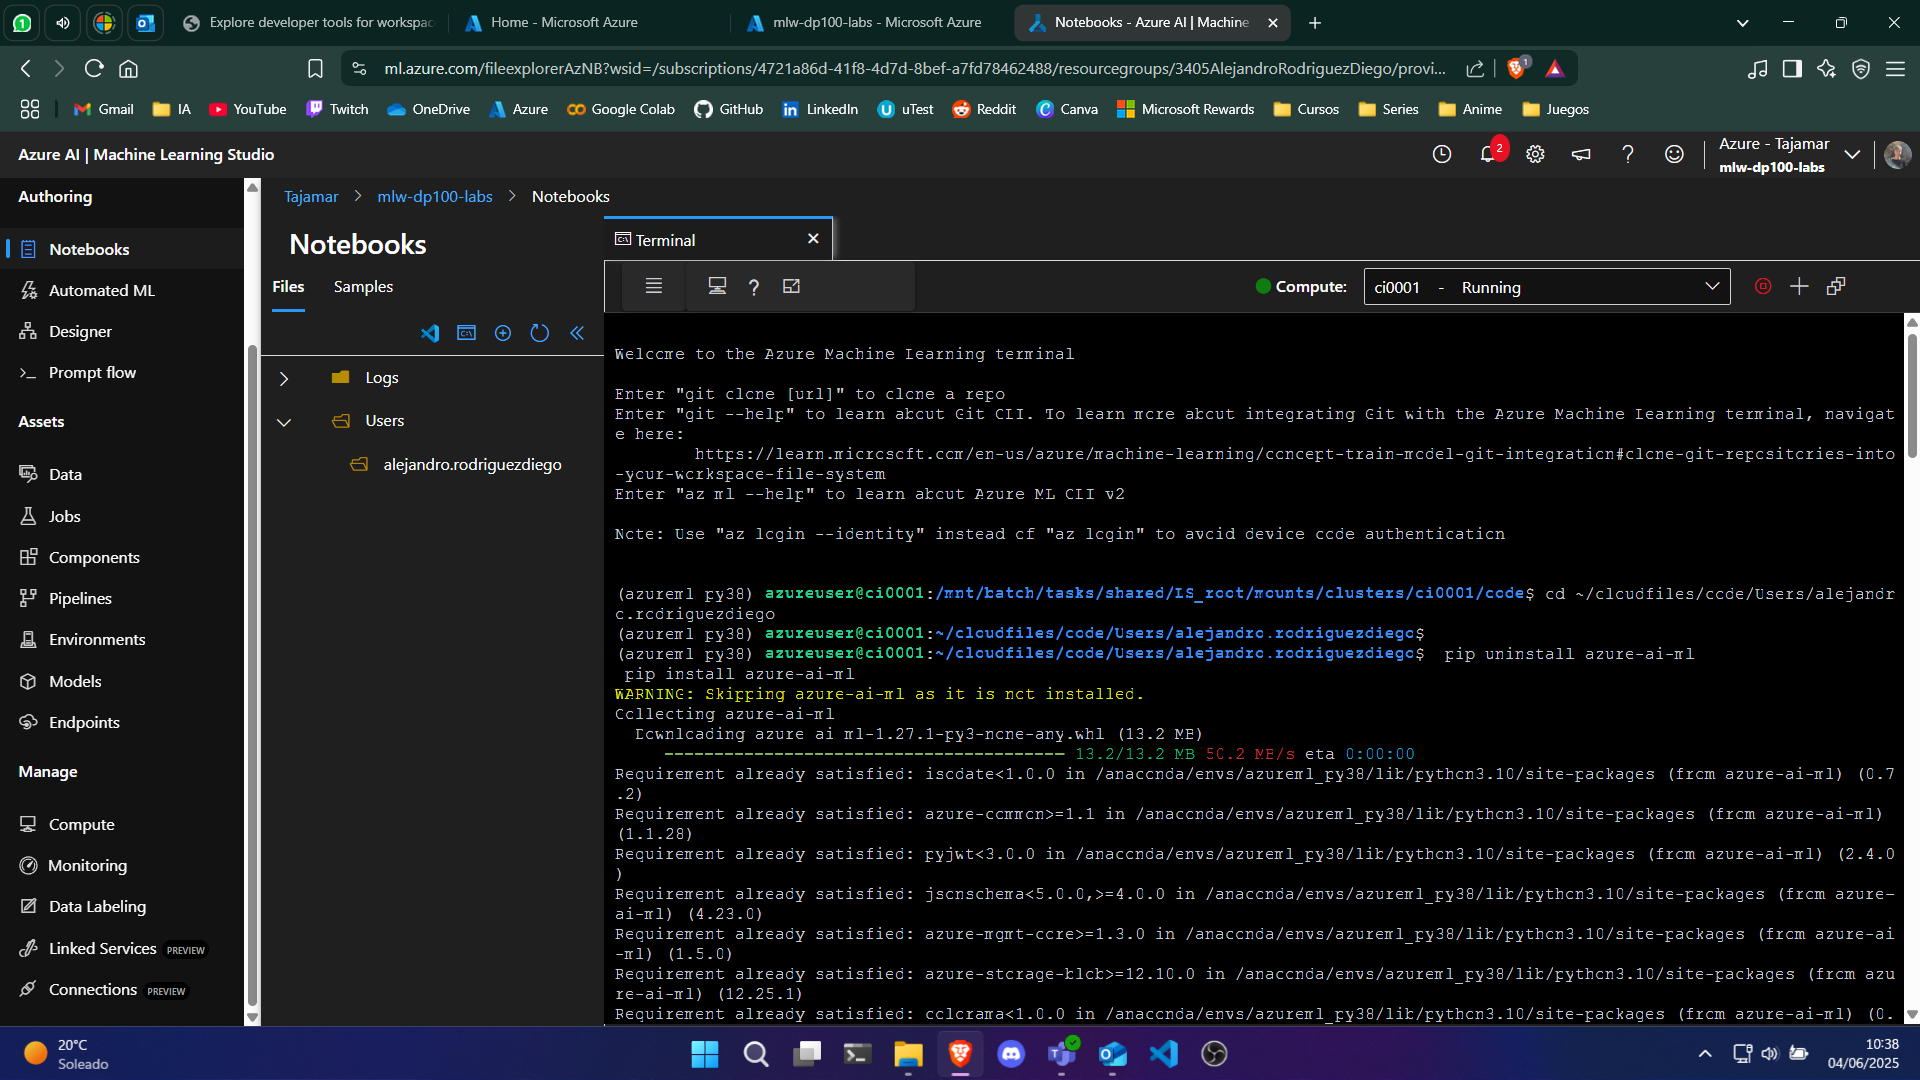 Explore developer tools for workspac
Home - Microsoft Azure
mlw-dp100-labs - Microsoft Azure
Notebooks - Azure AI | Machine
ml.azure.com/fileexplorerAzNB?wsid=/subscriptions/4721a86d-41f8-4d7d-8bef-a7fd78462488/resourcegroups/3405AlejandroRodriguezDiego/provi...
1
Gmail
IA
YouTube
Twitch
OneDrive
Azure
Google Colab
GitHub
LinkedIn
uTest
Reddit
Canva
Microsoft Rewards
Cursos
Series
Anime
Juegos
Azure AI | Machine Learning Studio
2
Azure - Tajamar
mlw-dp100-labs
Authoring
Notebooks
Automated ML
Designer
Prompt flow
Assets
Data
Jobs
Components
Pipelines
Environments
Models
Endpoints
Manage
Compute
Monitoring
Data Labeling
Linked Services PREVIEW
Connections PREVIEW
Tajamar > mlw-dp100-labs > Notebooks
Notebooks
Files
Samples
Logs
Users
alejandro.rodriguezdiego
Terminal
Compute:
ci0001 - Running
Welcome to the Azure Machine Learning terminal
Enter "git clone [url]" to clone a repo
Enter "git --help" to learn about Git CLI. To learn more about integrating Git with the Azure Machine Learning terminal, navigat
e here:
https://learn.microsoft.com/en-us/azure/machine-learning/concept-train-model-git-integration#clone-git-repositories-into
-your-workspace-file-system
Enter "az ml --help" to learn about Azure ML CLI v2
Note: Use "az login --identity" instead of "az login" to avoid device code authentication
(azureml_py38) azureuser@ci0001:/mnt/batch/tasks/shared/LS_root/mounts/clusters/ci0001/code$ cd ~/cloudfiles/code/Users/alejandr
o.rodriguezdiego
(azureml_py38) azureuser@ci0001:~/cloudfiles/code/Users/alejandro.rodriguezdiego$
(azureml_py38) azureuser@ci0001:~/cloudfiles/code/Users/alejandro.rodriguezdiego$ pip uninstall azure-ai-ml
pip install azure-ai-ml
WARNING: Skipping azure-ai-ml as it is not installed.
Collecting azure-ai-ml
Downloading azure_ai_ml-1.27.1-py3-none-any.whl (13.2 MB)
---------------------------------------- 13.2/13.2 MB 50.2 MB/s eta 0:00:00
Requirement already satisfied: isodate<1.0.0 in /anaconda/envs/azureml_py38/lib/python3.10/site-packages (from azure-ai-ml) (0.7
.2)
Requirement already satisfied: azure-common>=1.1 in /anaconda/envs/azureml_py38/lib/python3.10/site-packages (from azure-ai-ml)
(1.1.28)
Requirement already satisfied: pyjwt<3.0.0 in /anaconda/envs/azureml_py38/lib/python3.10/site-packages (from azure-ai-ml) (2.4.0
)
Requirement already satisfied: jsonschema<5.0.0,>=4.0.0 in /anaconda/envs/azureml_py38/lib/python3.10/site-packages (from azure-
ai-ml) (4.23.0)
Requirement already satisfied: azure-mgmt-core>=1.3.0 in /anaconda/envs/azureml_py38/lib/python3.10/site-packages (from azure-ai
-ml) (1.5.0)
Requirement already satisfied: azure-storage-blob>=12.10.0 in /anaconda/envs/azureml_py38/lib/python3.10/site-packages (from azu
re-ai-ml) (12.25.1)
Requirement already satisfied: colorama<1.0.0 in /anaconda/envs/azureml_py38/lib/python3.10/site-packages (from azure-ai-ml) (0.
20°C
Soleado
10:38
04/06/2025